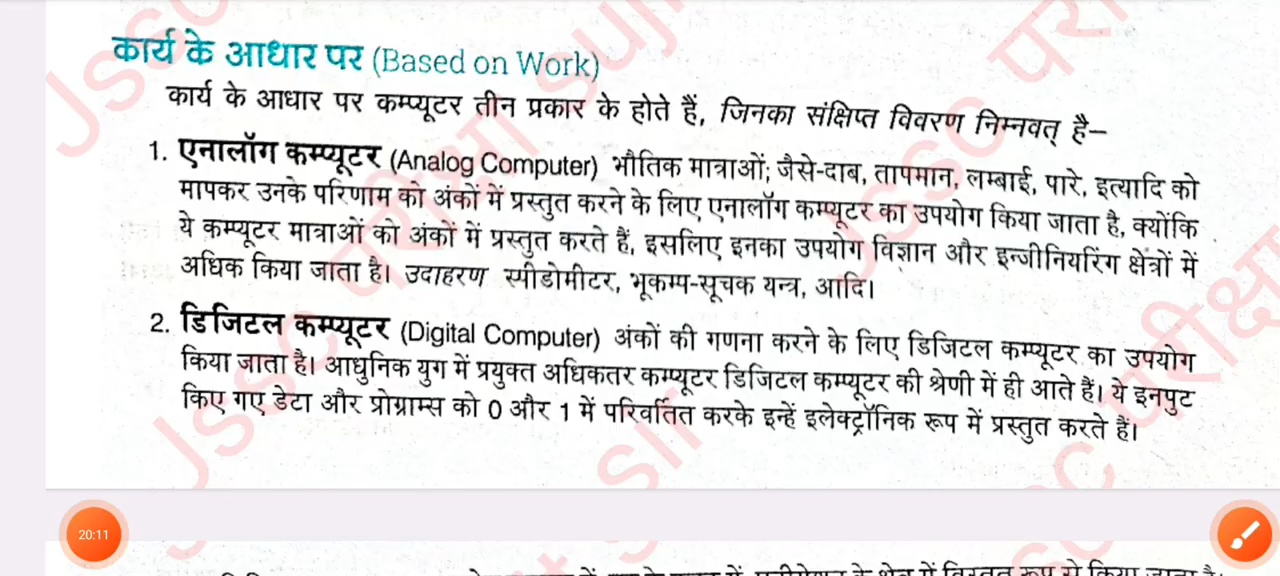 कार्य के आधार पर (Based on Work)
कार्य के आधार पर कम्प्यूटर तीन प्रकार के होते हैं, जिनका संक्षिप्त विवरण निम्नवत् है–
1. एनालॉग कम्प्यूटर (Analog Computer) भौतिक मात्राओं; जैसे-दाब, तापमान, लम्बाई, पारे, इत्यादि को
मापकर उनके परिणाम को अंकों में प्रस्तुत करने के लिए एनालॉग कम्प्यूटर का उपयोग किया जाता है, क्योंकि
ये कम्प्यूटर मात्राओं को अंकों में प्रस्तुत करते हैं, इसलिए इनका उपयोग विज्ञान और इन्जीनियरिंग क्षेत्रों में
अधिक किया जाता है। उदाहरण स्पीडोमीटर, भूकम्प-सूचक यन्त्र, आदि।
2. डिजिटल कम्प्यूटर (Digital Computer) अंकों की गणना करने के लिए डिजिटल कम्प्यूटर का उपयोग
किया जाता है। आधुनिक युग में प्रयुक्त अधिकतर कम्प्यूटर डिजिटल कम्प्यूटर की श्रेणी में ही आते हैं। ये इनपुट
किए गए डेटा और प्रोग्राम्स को 0 और 1 में परिवर्तित करके इन्हें इलेक्ट्रॉनिक रूप में प्रस्तुत करते हैं।
20:11